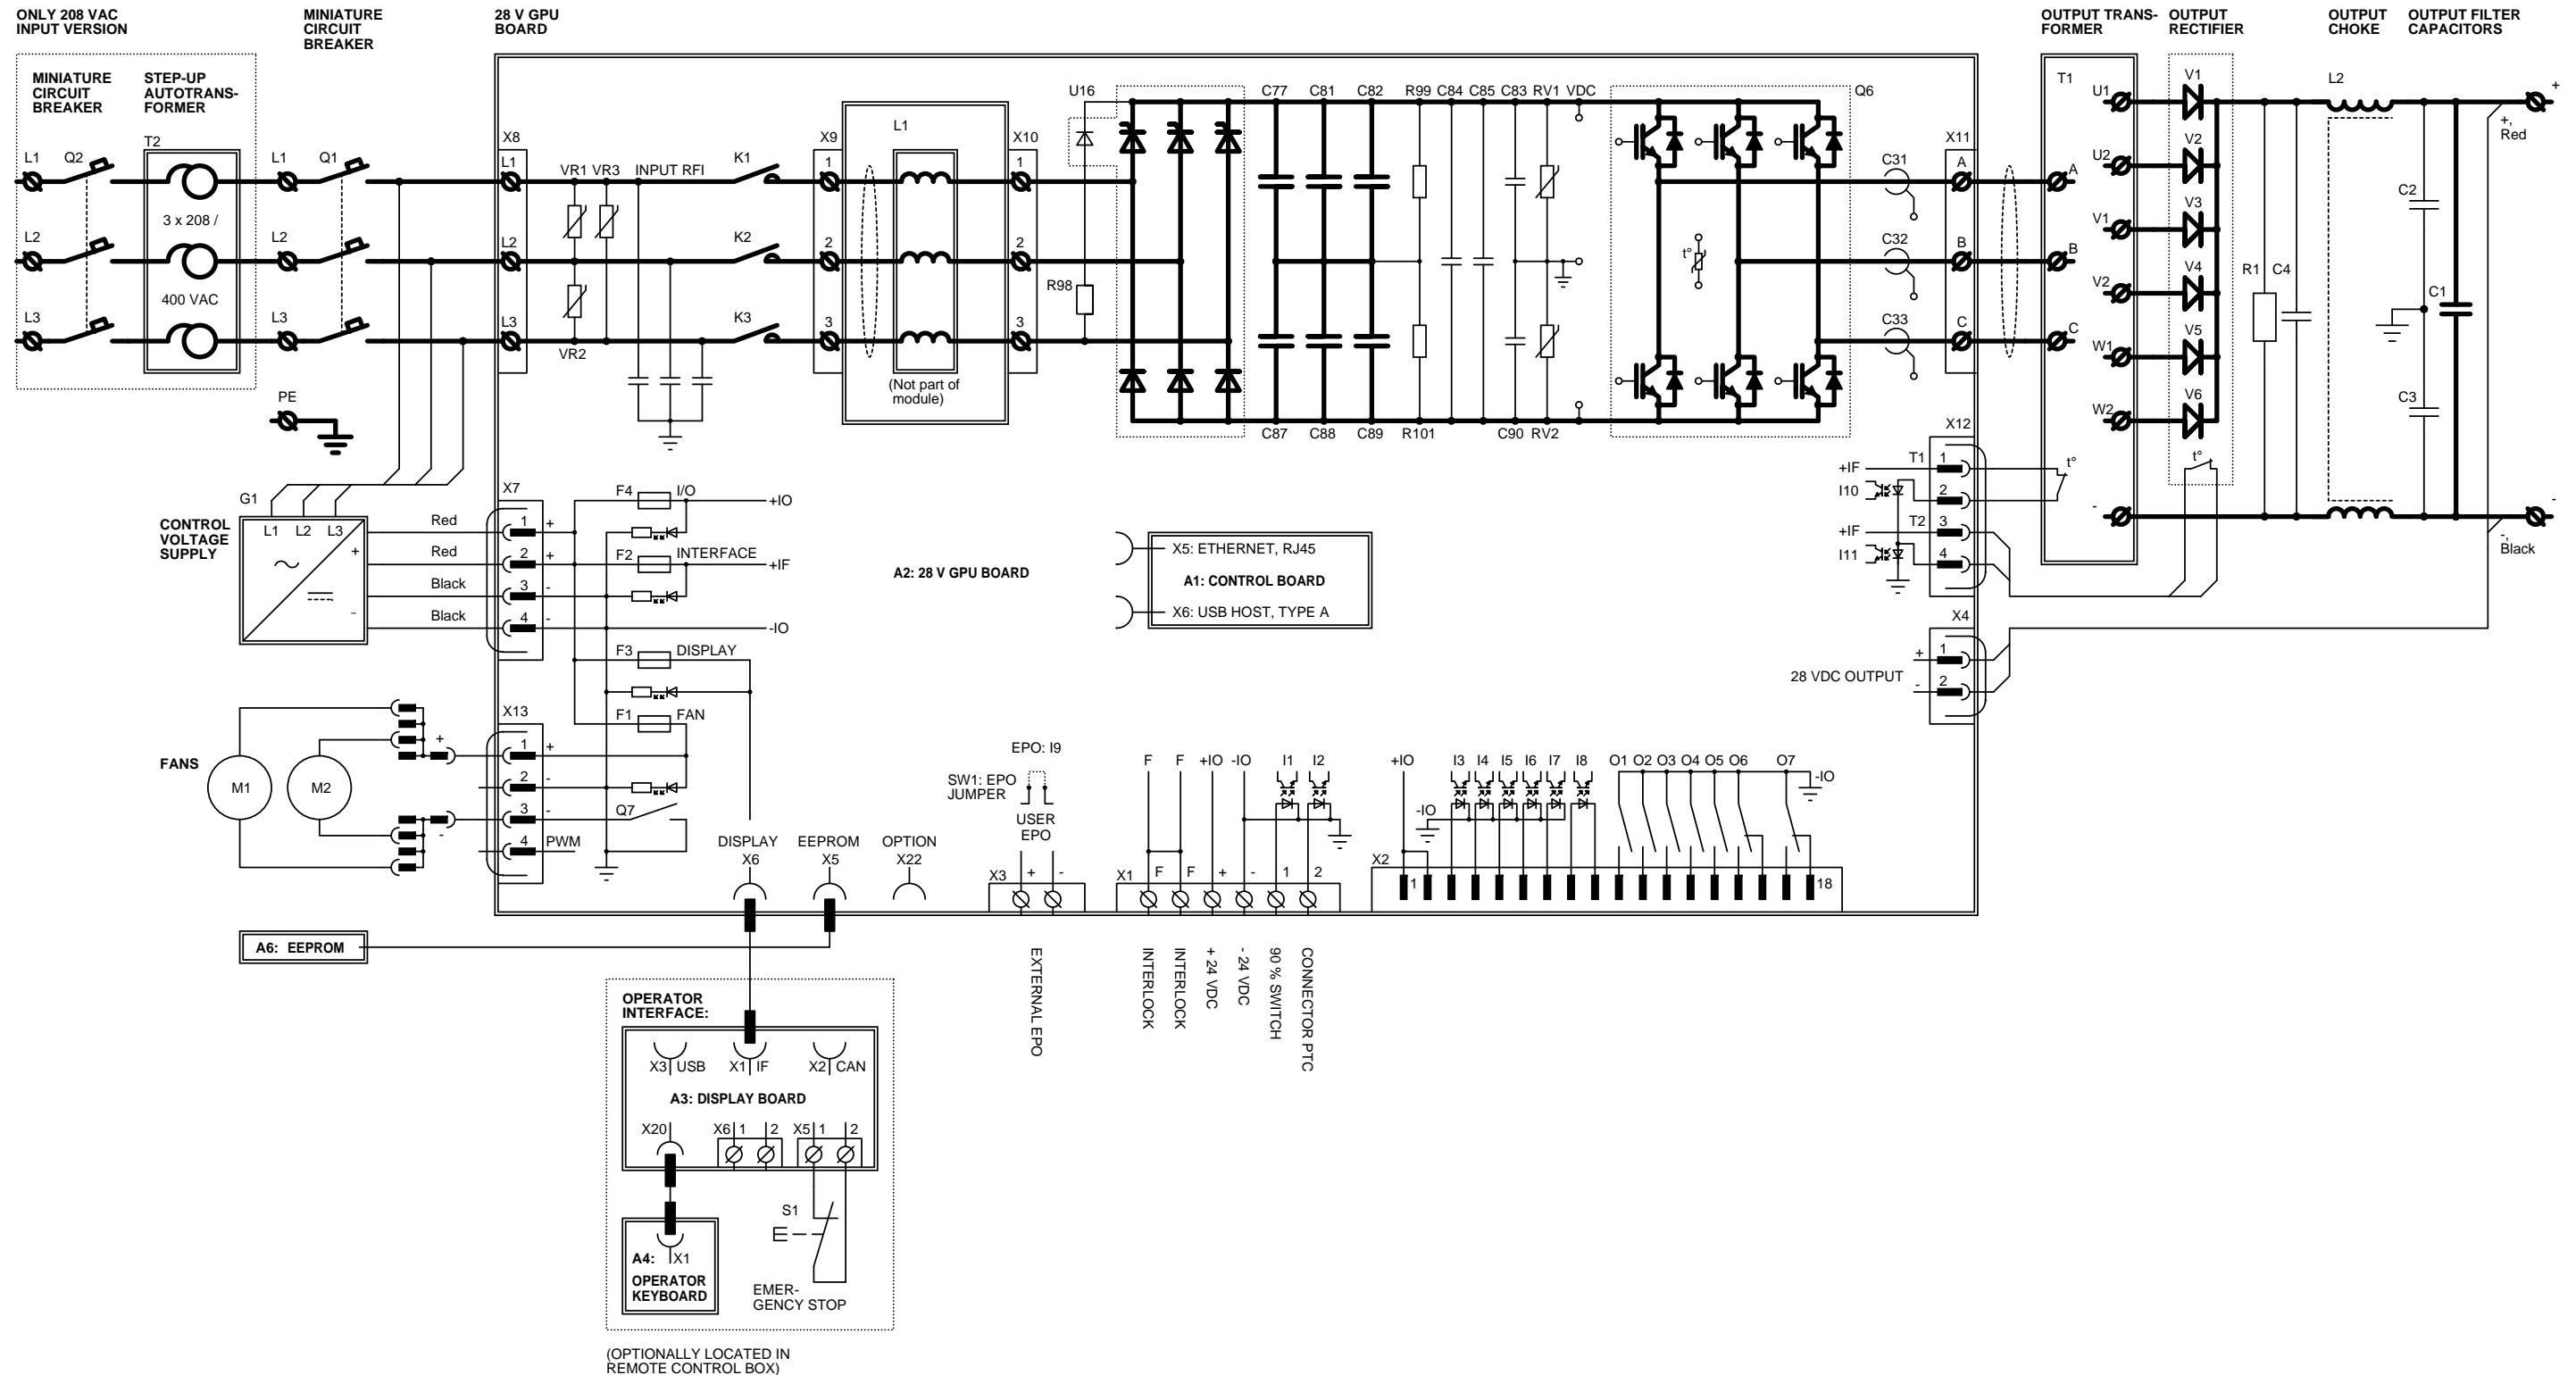 ONLY 208 VAC
INPUT VERSION
MINIATURE
CIRCUIT
BREAKER
28 V GPU
BOARD
OUTPUT TRANS-
FORMER
OUTPUT
RECTIFIER
OUTPUT
CHOKE
OUTPUT FILTER
CAPACITORS
MINIATURE
CIRCUIT
BREAKER
STEP-UP
AUTOTRANS-
FORMER
T2
L1
Q2
L2
L3
3 x 208 /
400 VAC
L1
Q1
L2
L3
PE
X8
L1
L2
L3
VR1
VR3
INPUT RFI
VR2
K1
K2
K3
X9
1
2
3
L1
(Not part of
module)
X10
1
2
3
U16
R98
C77
C81
C82
R99
C84
C85
C83
RV1
VDC
C87
C88
C89
R101
C90
RV2
Q6
t°
C31
C32
C33
X11
A
B
C
A
B
C
T1
U1
U2
V1
V2
W1
W2
-
V1
V2
V3
V4
V5
V6
t°
R1
C4
L2
C2
C3
C1
+
+,
Red
-
-,
Black
X12
+IF
T1
1
I10
2
+IF
T2
3
I11
4
t°
X4
+
1
28 VDC OUTPUT
-
2
G1
CONTROL
VOLTAGE
SUPPLY
L1
L2
L3
+
-
Red
Red
Black
Black
X7
1
+
2
+
3
-
4
-
F4
I/O
+IO
F2
INTERFACE
+IF
-IO
F3
DISPLAY
F1
FAN
A2: 28 V GPU BOARD
X5: ETHERNET, RJ45
A1: CONTROL BOARD
X6: USB HOST, TYPE A
FANS
M1
M2
+
-
X13
1
+
2
-
3
-
4
PWM
Q7
DISPLAY
X6
EEPROM
X5
OPTION
X22
EPO: I9
SW1: EPO
JUMPER
USER
EPO
X3
+
-
EXTERNAL EPO
F
F
+IO
-IO
I1
I2
X1
F
F
+
-
1
2
INTERLOCK
INTERLOCK
+ 24 VDC
- 24 VDC
90 % SWITCH
CONNECTOR PTC
+IO
-IO
I3
I4
I5
I6
I7
I8
O1
O2
O3
O4
O5
O6
O7
-IO
X2
1
18
A6: EEPROM
OPERATOR
INTERFACE:
X3
USB
X1
IF
X2
CAN
A3: DISPLAY BOARD
X20
X6
1
2
X5
1
2
S1
EMER-
GENCY STOP
A4:
X1
OPERATOR
KEYBOARD
(OPTIONALLY LOCATED IN
REMOTE CONTROL BOX)